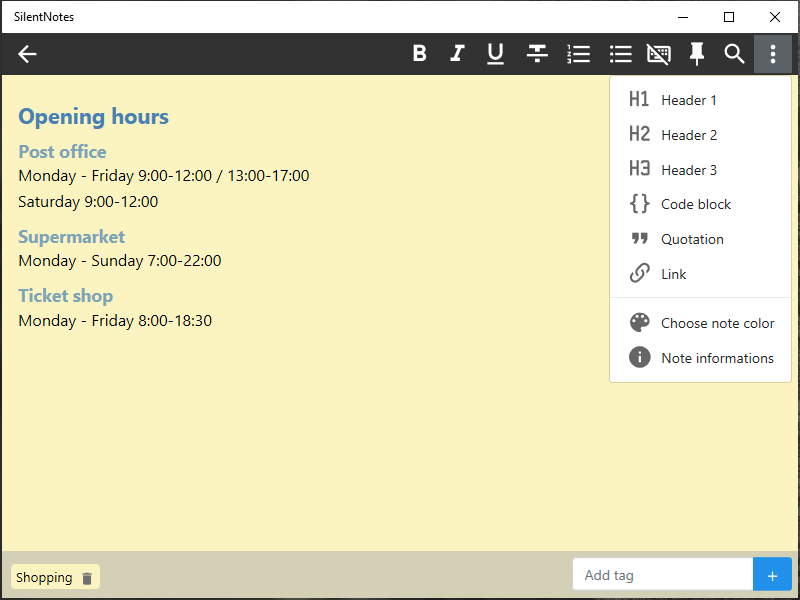 SilentNotes
B I U T
Opening hours
Post office
Monday - Friday 9:00-12:00 / 13:00-17:00
Saturday 9:00-12:00
Supermarket
Monday - Sunday 7:00-22:00
Ticket shop
Monday - Friday 8:00-18:30
H1 Header 1
H2 Header 2
H3 Header 3
{} Code block
Quotation
Link
Choose note color
Note informations
Shopping
Add tag
+